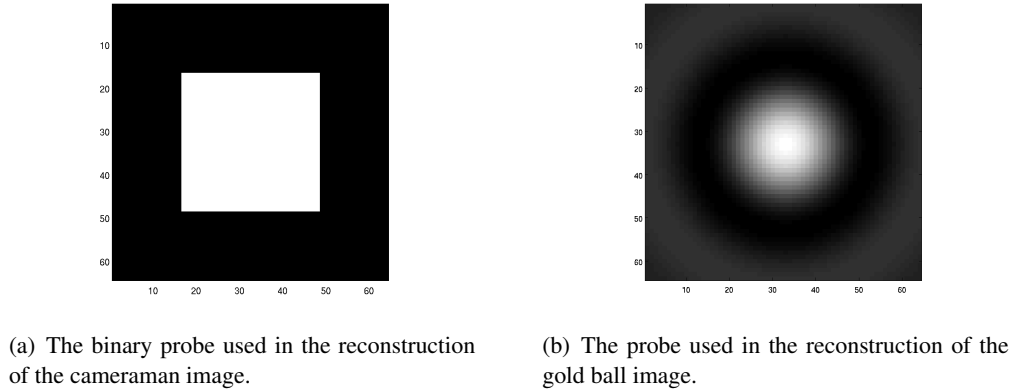 10
20
30
40
50
60
10 20 30 40 50 60
10
20
30
40
50
60
10 20 30 40 50 60
(a) The binary probe used in the reconstruction
of the cameraman image.
(b) The probe used in the reconstruction of the
gold ball image.